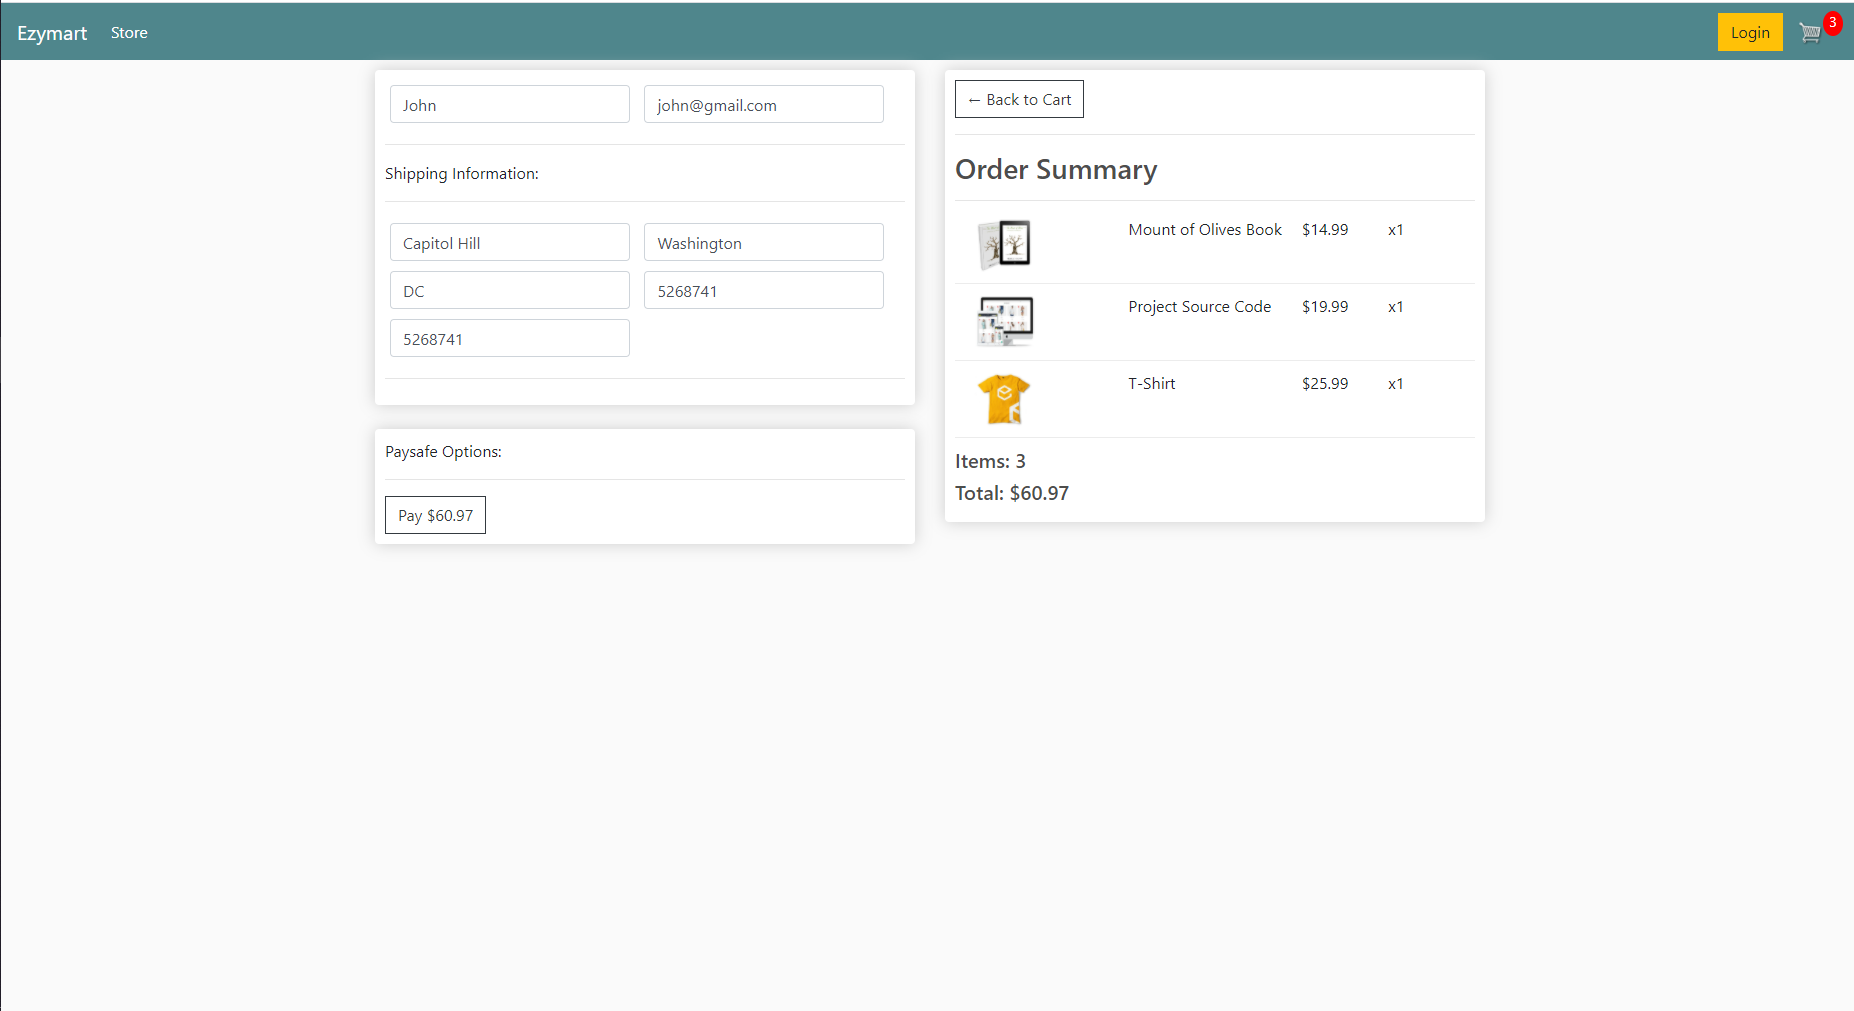 Ezymart Store Login 3
John john@gmail.com
Shipping Information:
Capitol Hill Washington
DC 5268741
5268741
Paysafe Options:
Pay $60.97
← Back to Cart
Order Summary
Mount of Olives Book $14.99 x1
Project Source Code $19.99 x1
T-Shirt $25.99 x1
Items: 3
Total: $60.97